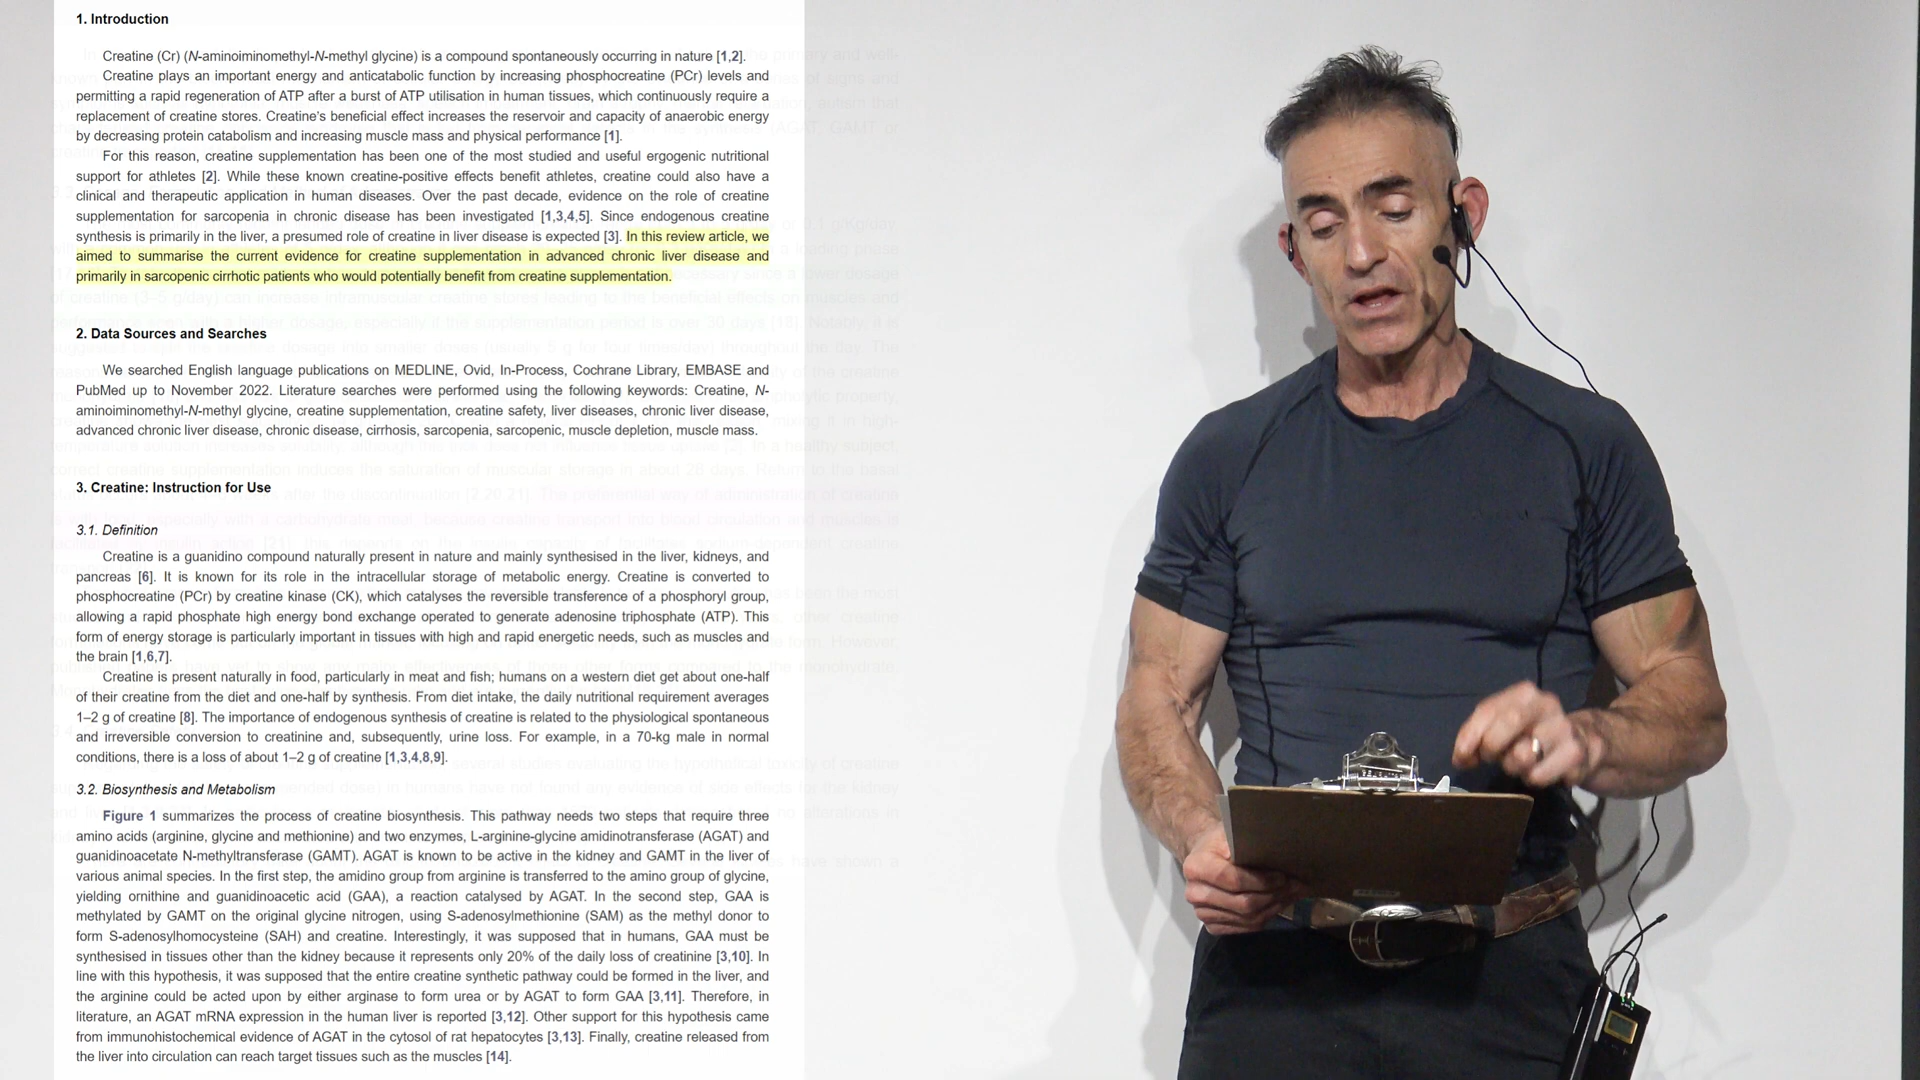 1. Introduction
Creatine (Cr) (N-aminoiminomethyl-N-methyl glycine) is a compound spontaneously occurring in nature [1,2].
Creatine plays an important energy and anticatabolic function by increasing phosphocreatine (PCr) levels and
permitting a rapid regeneration of ATP after a burst of ATP utilisation in human tissues, which continuously require a
replacement of creatine stores. Creatine's beneficial effect increases the reservoir and capacity of anaerobic energy
by decreasing protein catabolism and increasing muscle mass and physical performance [1].
For this reason, creatine supplementation has been one of the most studied and useful ergogenic nutritional
support for athletes [2]. While these known creatine-positive effects benefit athletes, creatine could also have a
clinical and therapeutic application in human diseases. Over the past decade, evidence on the role of creatine
supplementation for sarcopenia in chronic disease has been investigated [1,3,4,5]. Since endogenous creatine
synthesis is primarily in the liver, a presumed role of creatine in liver disease is expected [3]. In this review article, we
aimed to summarise the current evidence for creatine supplementation in advanced chronic liver disease and
primarily in sarcopenic cirrhotic patients who would potentially benefit from creatine supplementation.
2. Data Sources and Searches
We searched English language publications on MEDLINE, Ovid, In-Process, Cochrane Library, EMBASE and
PubMed up to November 2022. Literature searches were performed using the following keywords: Creatine, N-
aminoiminomethyl-N-methyl glycine, creatine supplementation, creatine safety, liver diseases, chronic liver disease,
advanced chronic liver disease, chronic disease, cirrhosis, sarcopenia, sarcopenic, muscle depletion, muscle mass.
3. Creatine: Instruction for Use
3.1. Definition
Creatine is a guanidino compound naturally present in nature and mainly synthesised in the liver, kidneys, and
pancreas [6]. It is known for its role in the intracellular storage of metabolic energy. Creatine is converted to
phosphocreatine (PCr) by creatine kinase (CK), which catalyses the reversible transference of a phosphoryl group,
allowing a rapid phosphate high energy bond exchange operated to generate adenosine triphosphate (ATP). This
form of energy storage is particularly important in tissues with high and rapid energetic needs, such as muscles and
the brain [1,6,7].
Creatine is present naturally in food, particularly in meat and fish; humans on a western diet get about one-half
of their creatine from the diet and one-half by synthesis. From diet intake, the daily nutritional requirement averages
1–2 g of creatine [8]. The importance of endogenous synthesis of creatine is related to the physiological spontaneous
and irreversible conversion to creatinine and, subsequently, urine loss. For example, in a 70-kg male in normal
conditions, there is a loss of about 1–2 g of creatine [1,3,4,8,9].
3.2. Biosynthesis and Metabolism
Figure 1 summarizes the process of creatine biosynthesis. This pathway needs two steps that require three
amino acids (arginine, glycine and methionine) and two enzymes, L-arginine-glycine amidinotransferase (AGAT) and
guanidinoacetate N-methyltransferase (GAMT). AGAT is known to be active in the kidney and GAMT in the liver of
various animal species. In the first step, the amidino group from arginine is transferred to the amino group of glycine,
yielding ornithine and guanidinoacetic acid (GAA), a reaction catalysed by AGAT. In the second step, GAA is
methylated by GAMT on the original glycine nitrogen, using S-adenosylmethionine (SAM) as the methyl donor to
form S-adenosylhomocysteine (SAH) and creatine. Interestingly, it was supposed that in humans, GAA must be
synthesised in tissues other than the kidney because it represents only 20% of the daily loss of creatinine [3,10]. In
line with this hypothesis, it was supposed that the entire creatine synthetic pathway could be formed in the liver, and
the arginine could be acted upon by either arginase to form urea or by AGAT to form GAA [3,11]. Therefore, in
literature, an AGAT mRNA expression in the human liver is reported [3,12]. Other support for this hypothesis came
from immunohistochemical evidence of AGAT in the cytosol of rat hepatocytes [3,13]. Finally, creatine released from
the liver into circulation can reach target tissues such as the muscles [14].